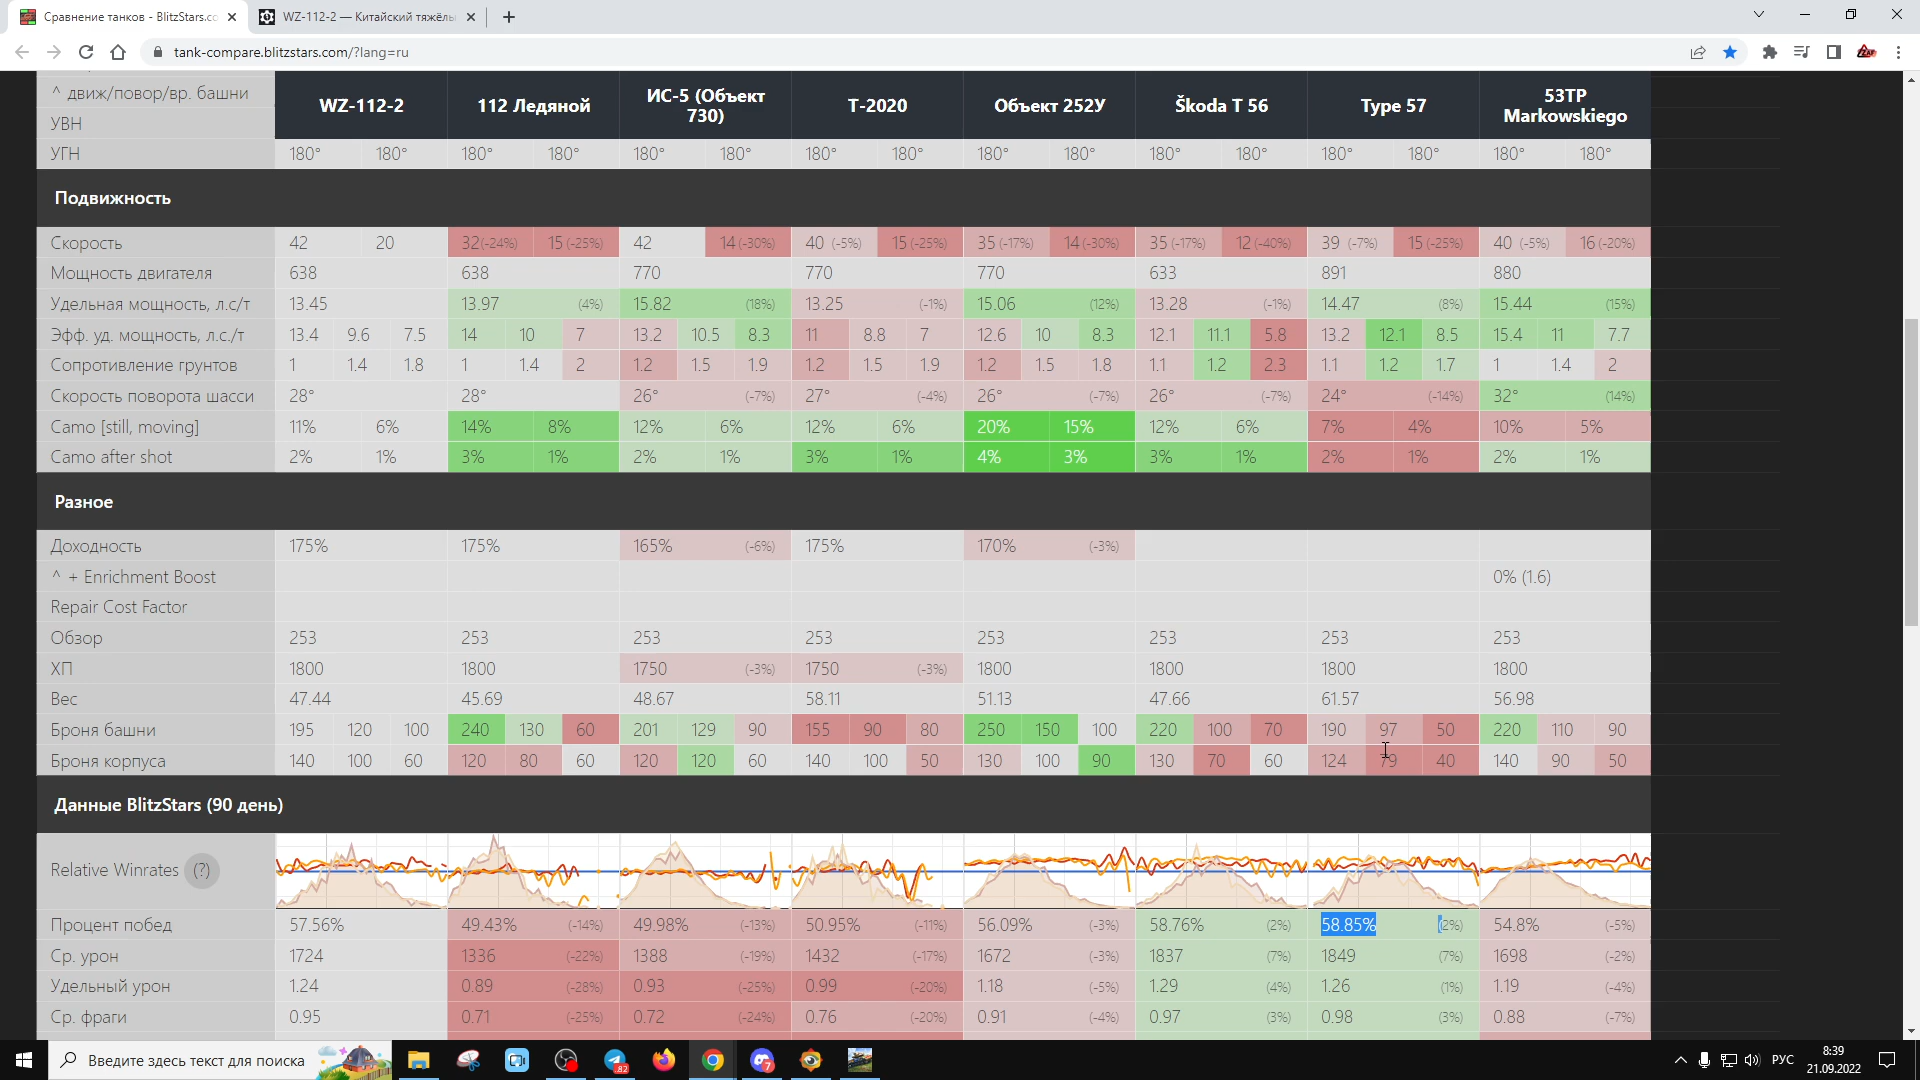 Сравнение танков - BlitzStars.co
WZ-112-2 — Китайский тяжёлы
tank-compare.blitzstars.com/?lang=ru
^ движ/повор/вр. башни
WZ-112-2 112 Ледяной ИС-5 (Объект 730) Т-2020 Объект 252У Škoda T 56 Type 57 53TP Markowskiego
УВН
УГН 180° 180° 180° 180° 180° 180° 180° 180° 180° 180° 180° 180° 180° 180° 180° 180°
Подвижность
Скорость 42 20 32(-24%) 15 (-25%) 42 14 (-30%) 40 (-5%) 15 (-25%) 35 (-17%) 14 (-30%) 35 (-17%) 12 (-40%) 39 (-7%) 15 (-25%) 40 (-5%) 16 (-20%)
Мощность двигателя 638 638 770 770 770 633 891 880
Удельная мощность, л.с/т 13.45 13.97 (4%) 15.82 (18%) 13.25 (-1%) 15.06 (12%) 13.28 (-1%) 14.47 (8%) 15.44 (15%)
Эфф. уд. мощность, л.с./т 13.4 9.6 7.5 14 10 7 13.2 10.5 8.3 11 8.8 7 12.6 10 8.3 12.1 11.1 5.8 13.2 12.1 8.5 15.4 11 7.7
Сопротивление грунтов 1 1.4 1.8 1 1.4 2 1.2 1.5 1.9 1.2 1.5 1.9 1.2 1.5 1.8 1.1 1.2 2.3 1.1 1.2 1.7 1 1.4 2
Скорость поворота шасси 28° 28° 26° (-7%) 27° (-4%) 26° (-7%) 26° (-7%) 24° (-14%) 32° (14%)
Camo [still, moving] 11% 6% 14% 8% 12% 6% 12% 6% 20% 15% 12% 6% 7% 4% 10% 5%
Camo after shot 2% 1% 3% 1% 2% 1% 3% 1% 4% 3% 3% 1% 2% 1% 2% 1%
Разное
Доходность 175% 175% 165% (-6%) 175% 170% (-3%)
^ + Enrichment Boost 0% (1.6)
Repair Cost Factor
Обзор 253 253 253 253 253 253 253 253
ХП 1800 1800 1750 (-3%) 1750 (-3%) 1800 1800 1800 1800
Вес 47.44 45.69 48.67 58.11 51.13 47.66 61.57 56.98
Броня башни 195 120 100 240 130 60 201 129 90 155 90 80 250 150 100 220 100 70 190 97 50 220 110 90
Броня корпуса 140 100 60 120 80 60 120 120 60 140 100 50 130 100 90 130 70 60 124 79 40 140 90 50
Данные BlitzStars (90 день)
Relative Winrates (?)
Процент побед 57.56% 49.43% (-14%) 49.98% (-13%) 50.95% (-11%) 56.09% (-3%) 58.76% (2%) 58.85% (2%) 54.8% (-5%)
Ср. урон 1724 1336 (-22%) 1388 (-19%) 1432 (-17%) 1672 (-3%) 1837 (7%) 1849 (7%) 1698 (-2%)
Удельный урон 1.24 0.89 (-28%) 0.93 (-25%) 0.99 (-20%) 1.18 (-5%) 1.29 (4%) 1.26 (1%) 1.19 (-4%)
Ср. фраги 0.95 0.71 (-25%) 0.72 (-24%) 0.76 (-20%) 0.91 (-4%) 0.97 (3%) 0.98 (3%) 0.88 (-7%)
Введите здесь текст для поиска
82
7
РУС
8:39
21.09.2022